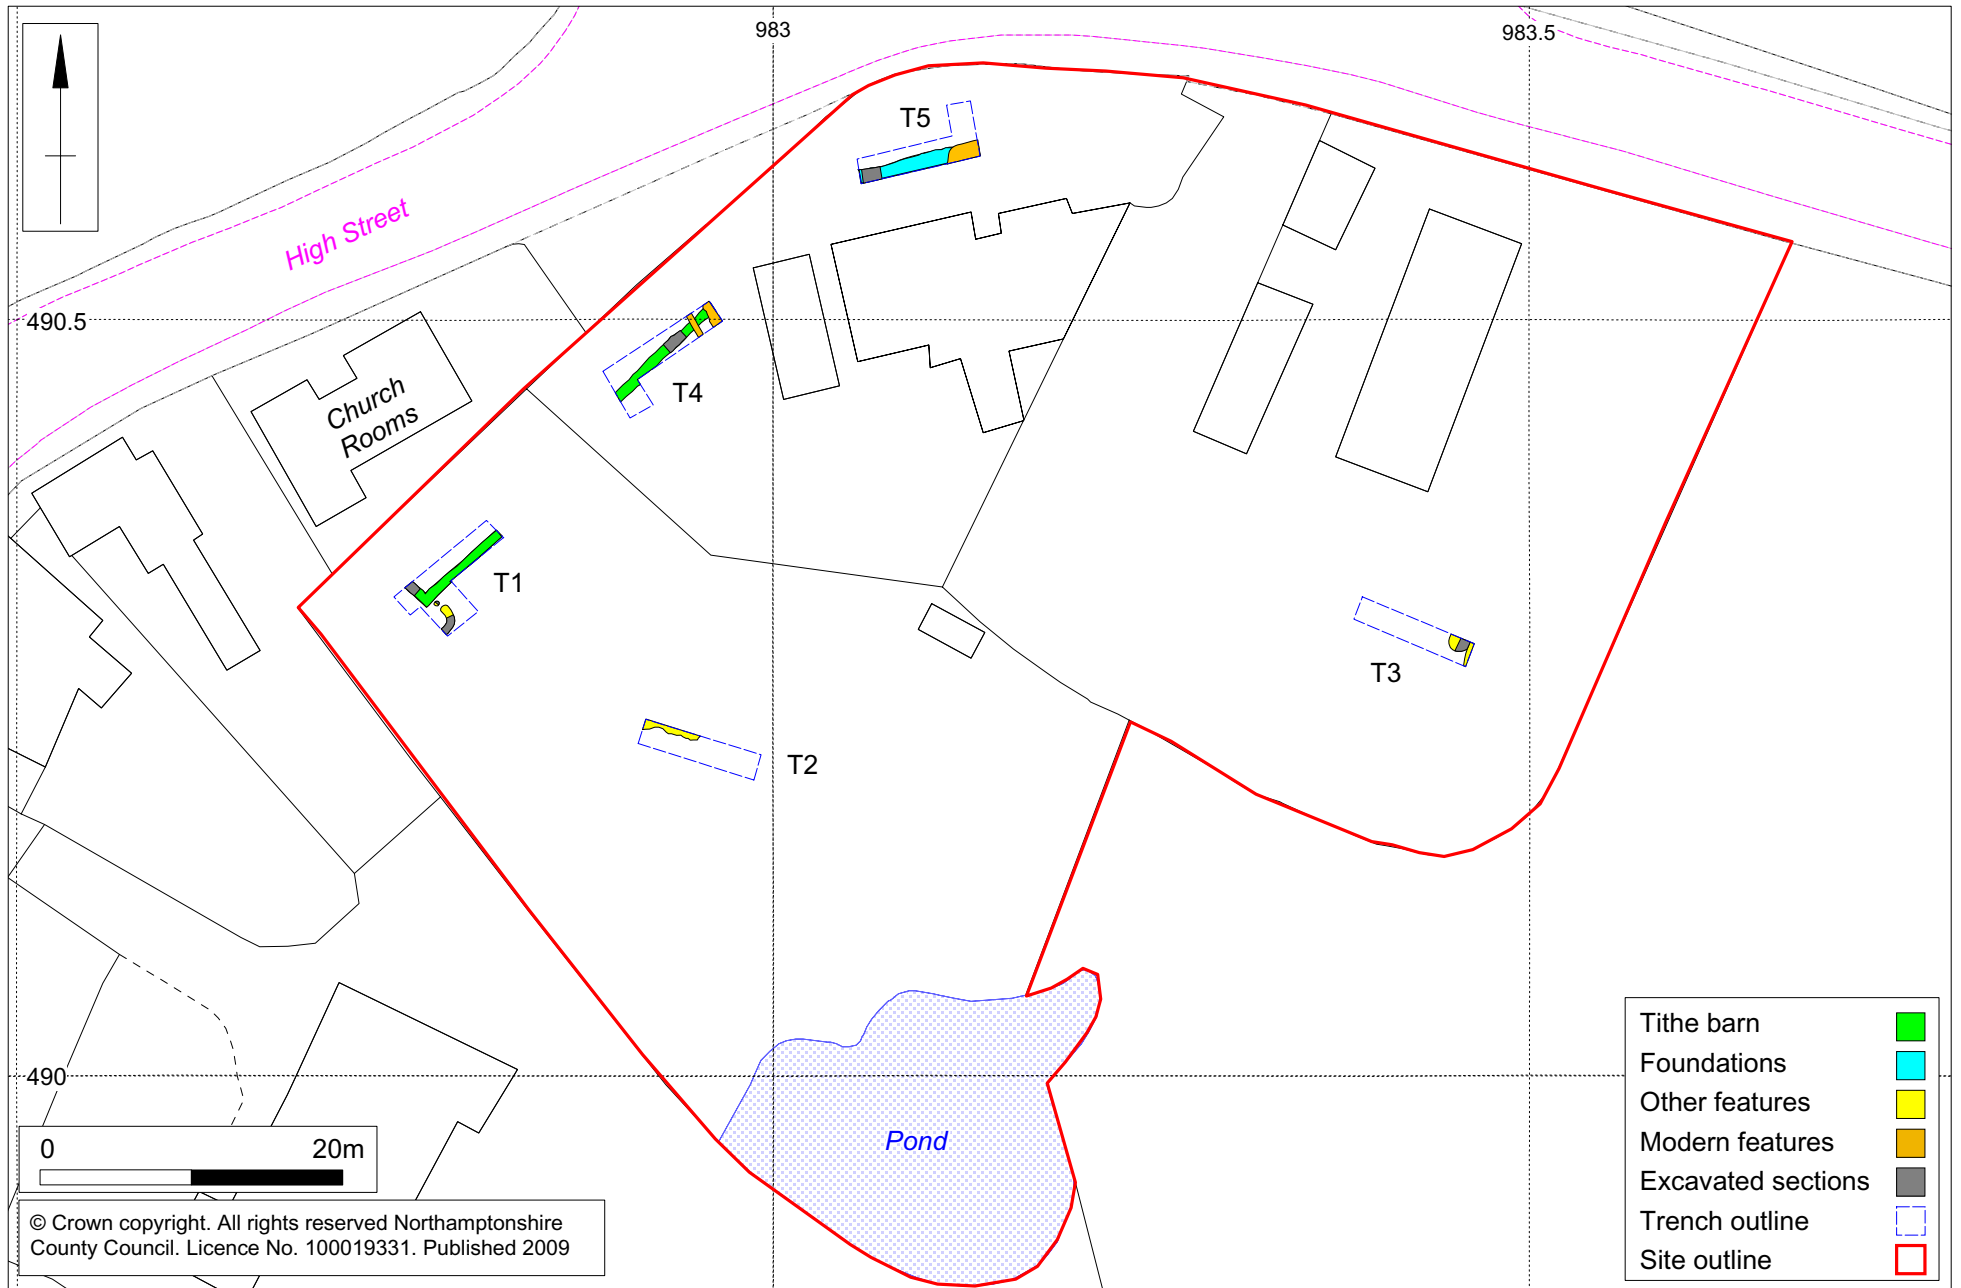 983
983.5
T5
High Street
490.5
T4
Church
Rooms
T1
T3
T2
490
Pond
0 20m
© Crown copyright. All rights reserved Northamptonshire
County Council. Licence No. 100019331. Published 2009
Tithe barn
Foundations
Other features
Modern features
Excavated sections
Trench outline
Site outline